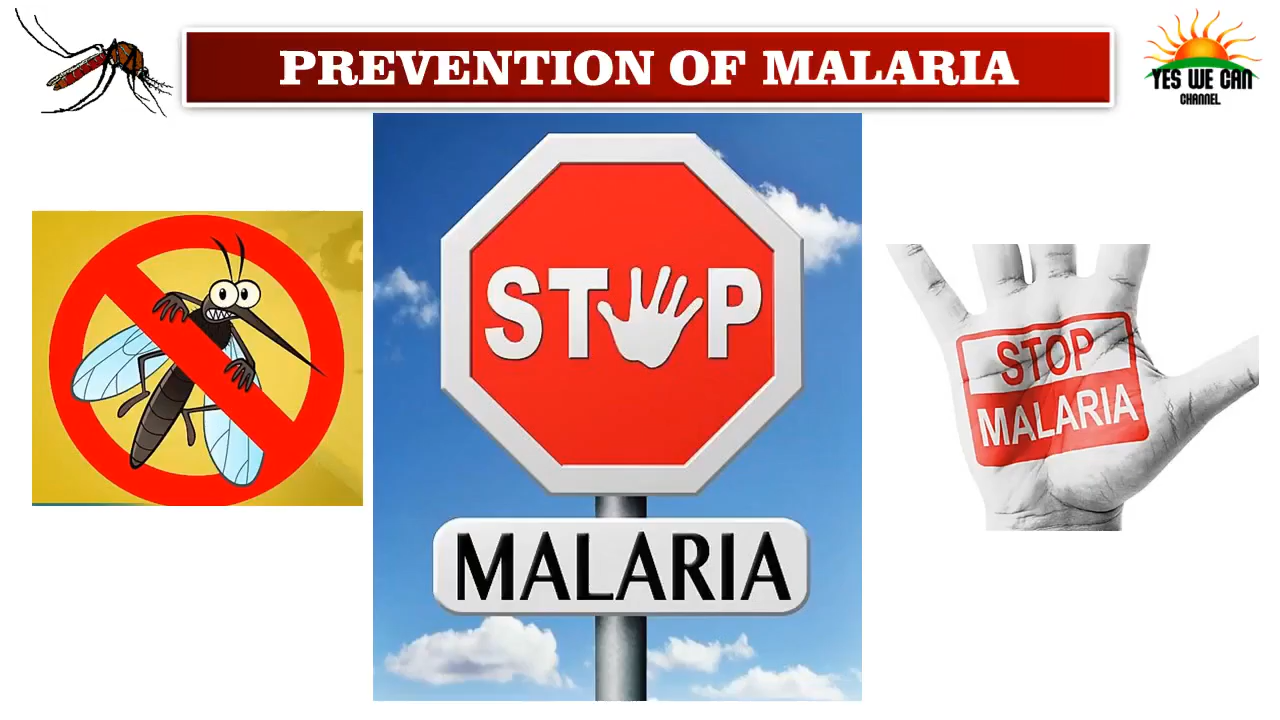 PREVENTION OF MALARIA
YES WE CAN
CHANNEL
STOP
MALARIA
STOP
MALARIA